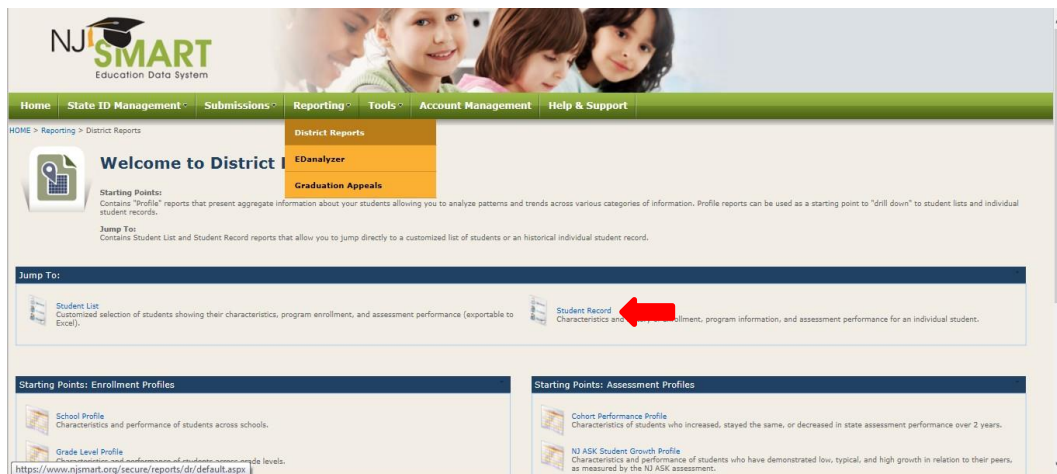 NJ SMART
Education Data System
Home State ID Management Submissions Reporting Tools Account Management Help & Support
HOME > Reporting > District Reports
District Reports
EDanalyzer
Graduation Appeals
Welcome to District
Starting Points:
Contains "Profile" reports that present aggregate information about your students allowing you to analyze patterns and trends across various categories of information. Profile reports can be used as a starting point to "drill down" to student lists and individual
student records.
Jump To:
Contains Student List and Student Record reports that allow you to jump directly to a customized list of students or an historical individual student record.
Jump To:
Student List
Customized selection of students showing their characteristics, program enrollment, and assessment performance (exportable to
Excel).
Student Record
Characteristics and enrollment, program information, and assessment performance for an individual student.
Starting Points: Enrollment Profiles
School Profile
Characteristics and performance of students across schools.
Grade Level Profile
Characteristics and performance of students across grade levels.
Starting Points: Assessment Profiles
Cohort Performance Profile
Characteristics of students who increased, stayed the same, or decreased in state assessment performance over 2 years.
NJ ASK Student Growth Profile
Characteristics and performance of students who have demonstrated low, typical, and high growth in relation to their peers,
as measured by the NJ ASK assessment.
https://www.njsmart.org/secure/reports/dr/default.aspx